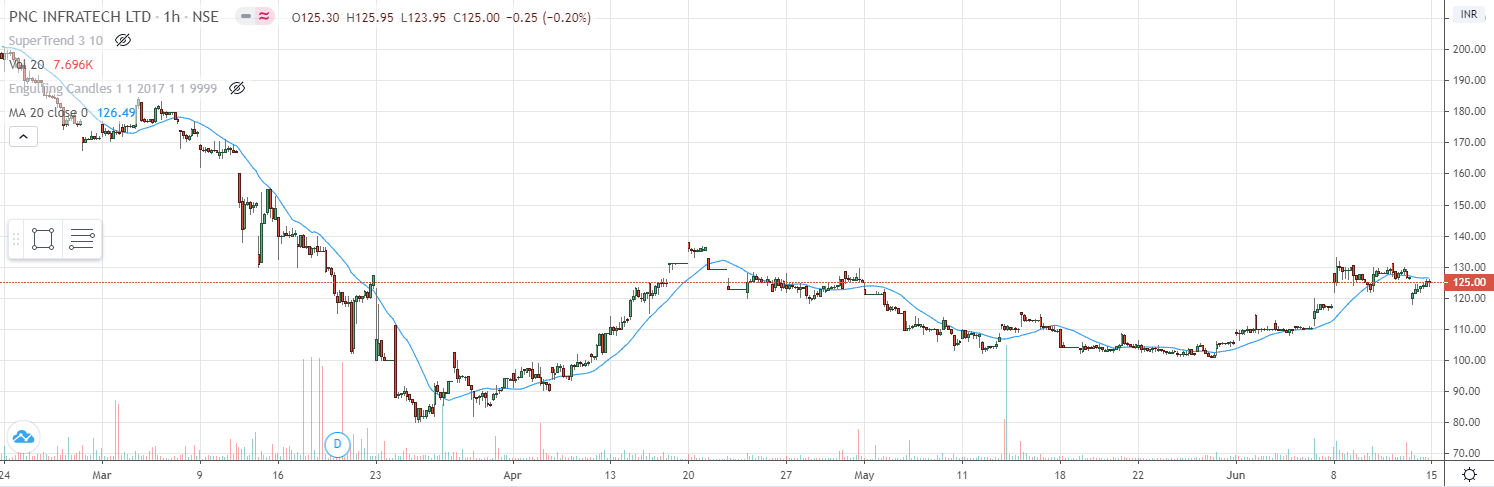 PNC INFRATECH LTD · 1h · NSE O125.30 H125.95 L123.95 C125.00 −0.25 (−0.20%)
INR
SuperTrend 3 10
Vol 20 7.696K
Engulfing Candles 1 1 2017 1 1 9999
MA 20 close 0 126.49
200.00
190.00
180.00
170.00
160.00
150.00
140.00
130.00
125.00
120.00
110.00
100.00
90.00
80.00
70.00
D
24 Mar 9 16 23 Apr 13 20 27 May 11 18 22 Jun 8 15